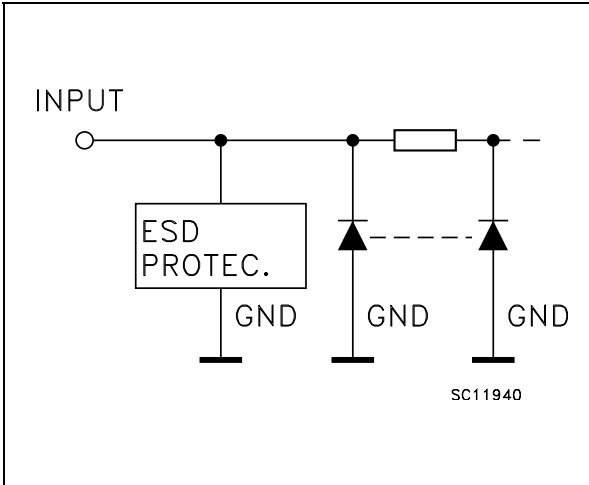 INPUT
ESD
PROTEC.
GND
GND
GND
SC11940